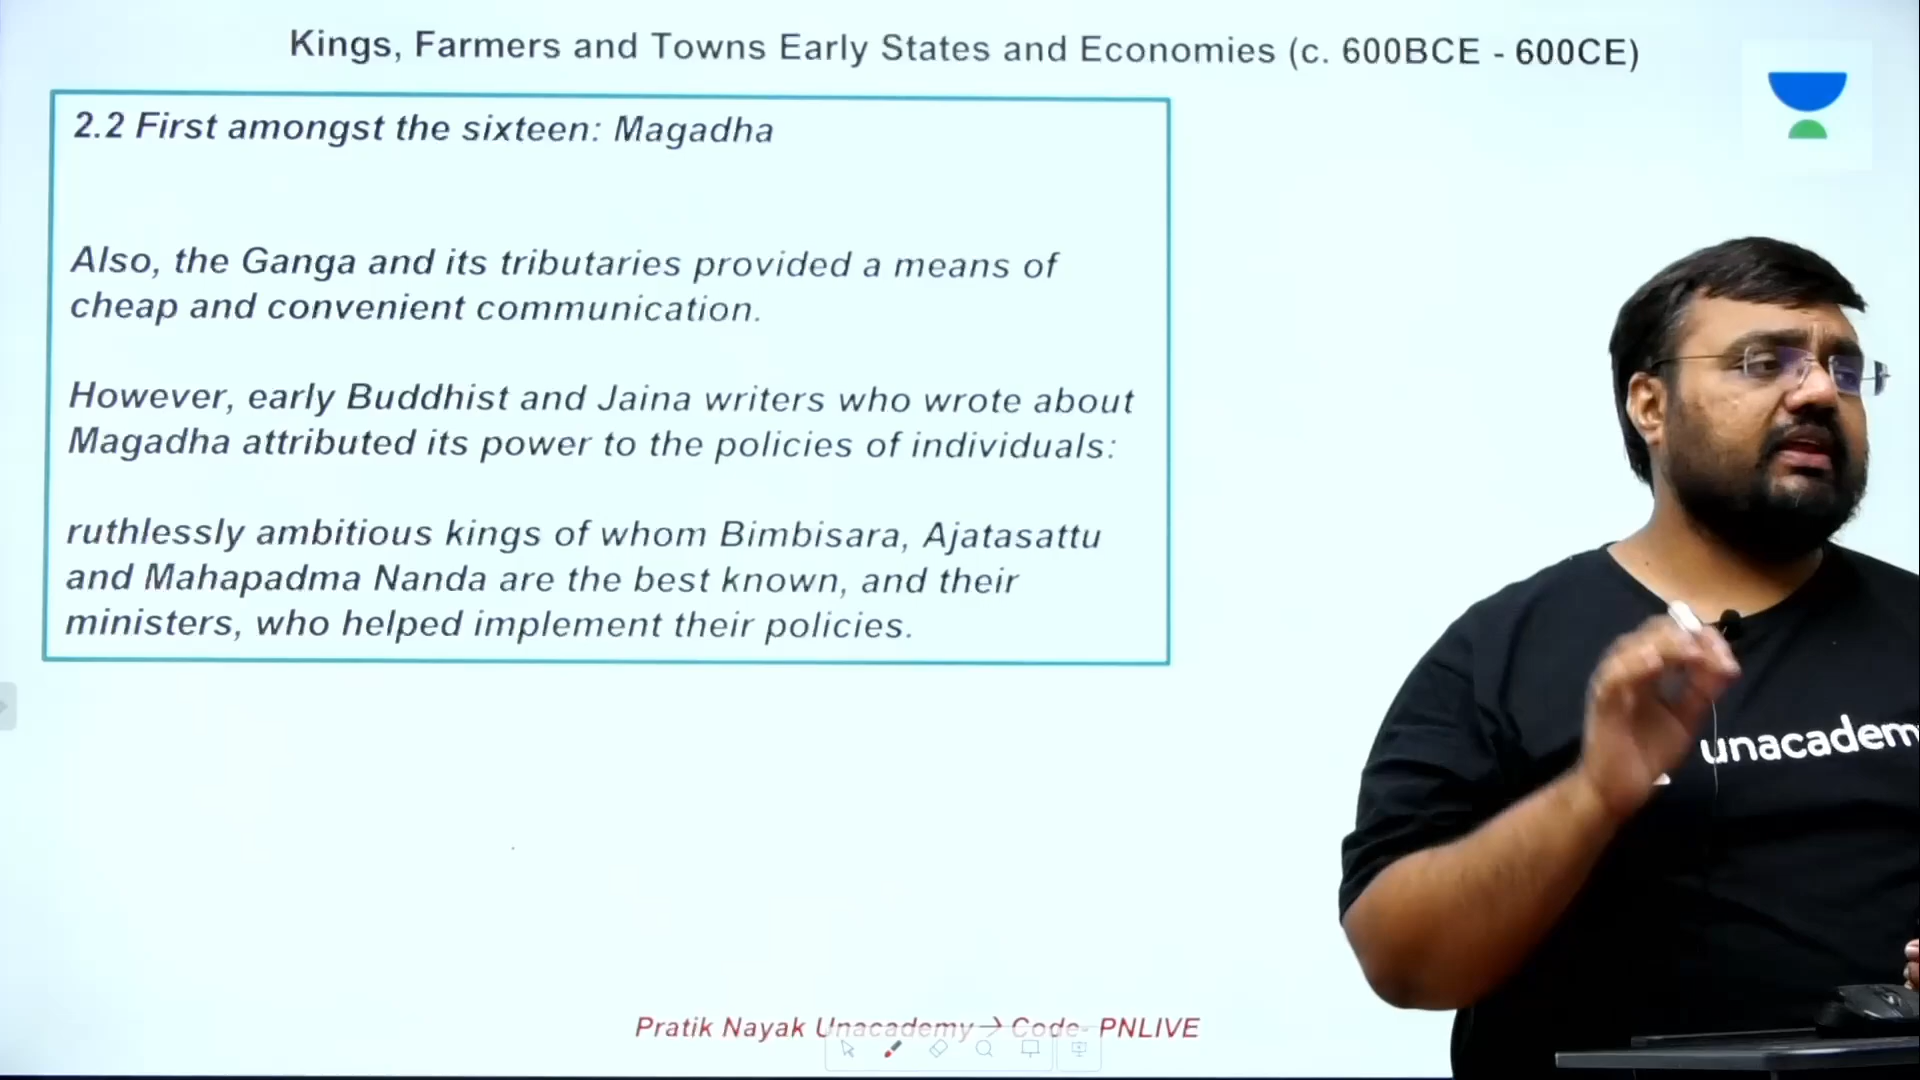 Kings, Farmers and Towns Early States and Economies (c. 600BCE - 600CE)
2.2 First amongst the sixteen: Magadha
Also, the Ganga and its tributaries provided a means of
cheap and convenient communication.
However, early Buddhist and Jaina writers who wrote about
Magadha attributed its power to the policies of individuals:
ruthlessly ambitious kings of whom Bimbisara, Ajatasattu
and Mahapadma Nanda are the best known, and their
ministers, who helped implement their policies.
unacadem
Pratik Nayak Unacademy → Code- PNLIVE